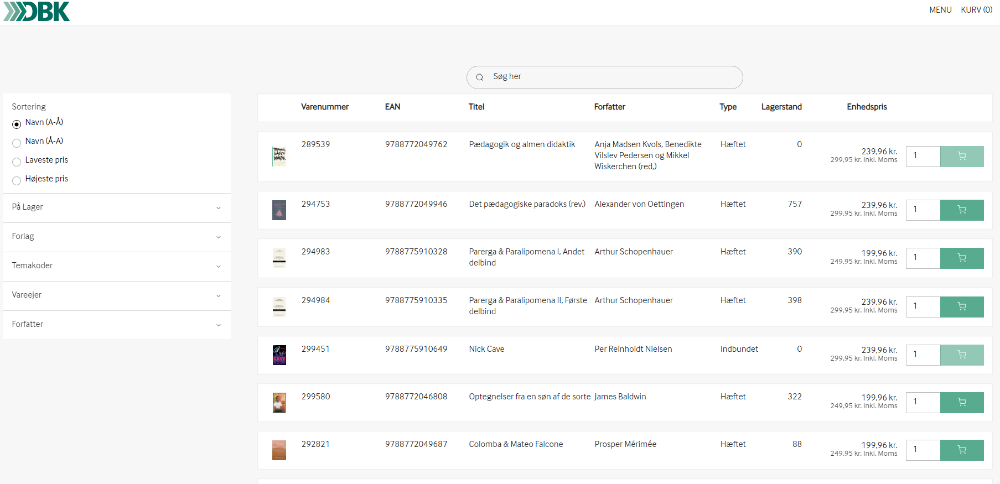 DBK
MENU KURV (0)
Søg her
Sortering
Navn (A-Å)
Navn (Å-A)
Laveste pris
Højeste pris
På Lager
Forlag
Temakoder
Vareejer
Forfatter
Varenummer EAN Titel Forfatter Type Lagerstand Enhedspris
289539 9788772049762 Pædagogik og almen didaktik Anja Madsen Kvols, Benedikte Hæftet 0 239,96 kr. 1
Vilslev Pedersen og Mikkel 299,95 kr. Inkl. Moms
Wiskerchen (red,)
294753 9788772049946 Det pædagogiske paradoks (rev.) Alexander von Oettingen Hæftet 757 239,96 kr. 1
299,95 kr. Inkl. Moms
294983 9788775910328 Parerga & Paralipomena I, Andet Arthur Schopenhauer Hæftet 390 199,96 kr. 1
delbind 249,95 kr. Inkl. Moms
294984 9788775910335 Parerga & Paralipomena II, Første Arthur Schopenhauer Hæftet 398 239,96 kr. 1
delbind 299,95 kr. Inkl. Moms
299451 9788775910649 Nick Cave Per Reinholdt Nielsen Indbundet 0 239,96 kr. 1
CAVE 299,95 kr. Inkl. Moms
299580 9788772046808 Optegnelser fra en søn af de sorte James Baldwin Hæftet 322 199,96 kr. 1
249,95 kr. Inkl. Moms
292821 9788772049687 Colomba & Mateo Falcone Prosper Mérimée Hæftet 88 199,96 kr. 1
249,95 kr. Inkl. Moms